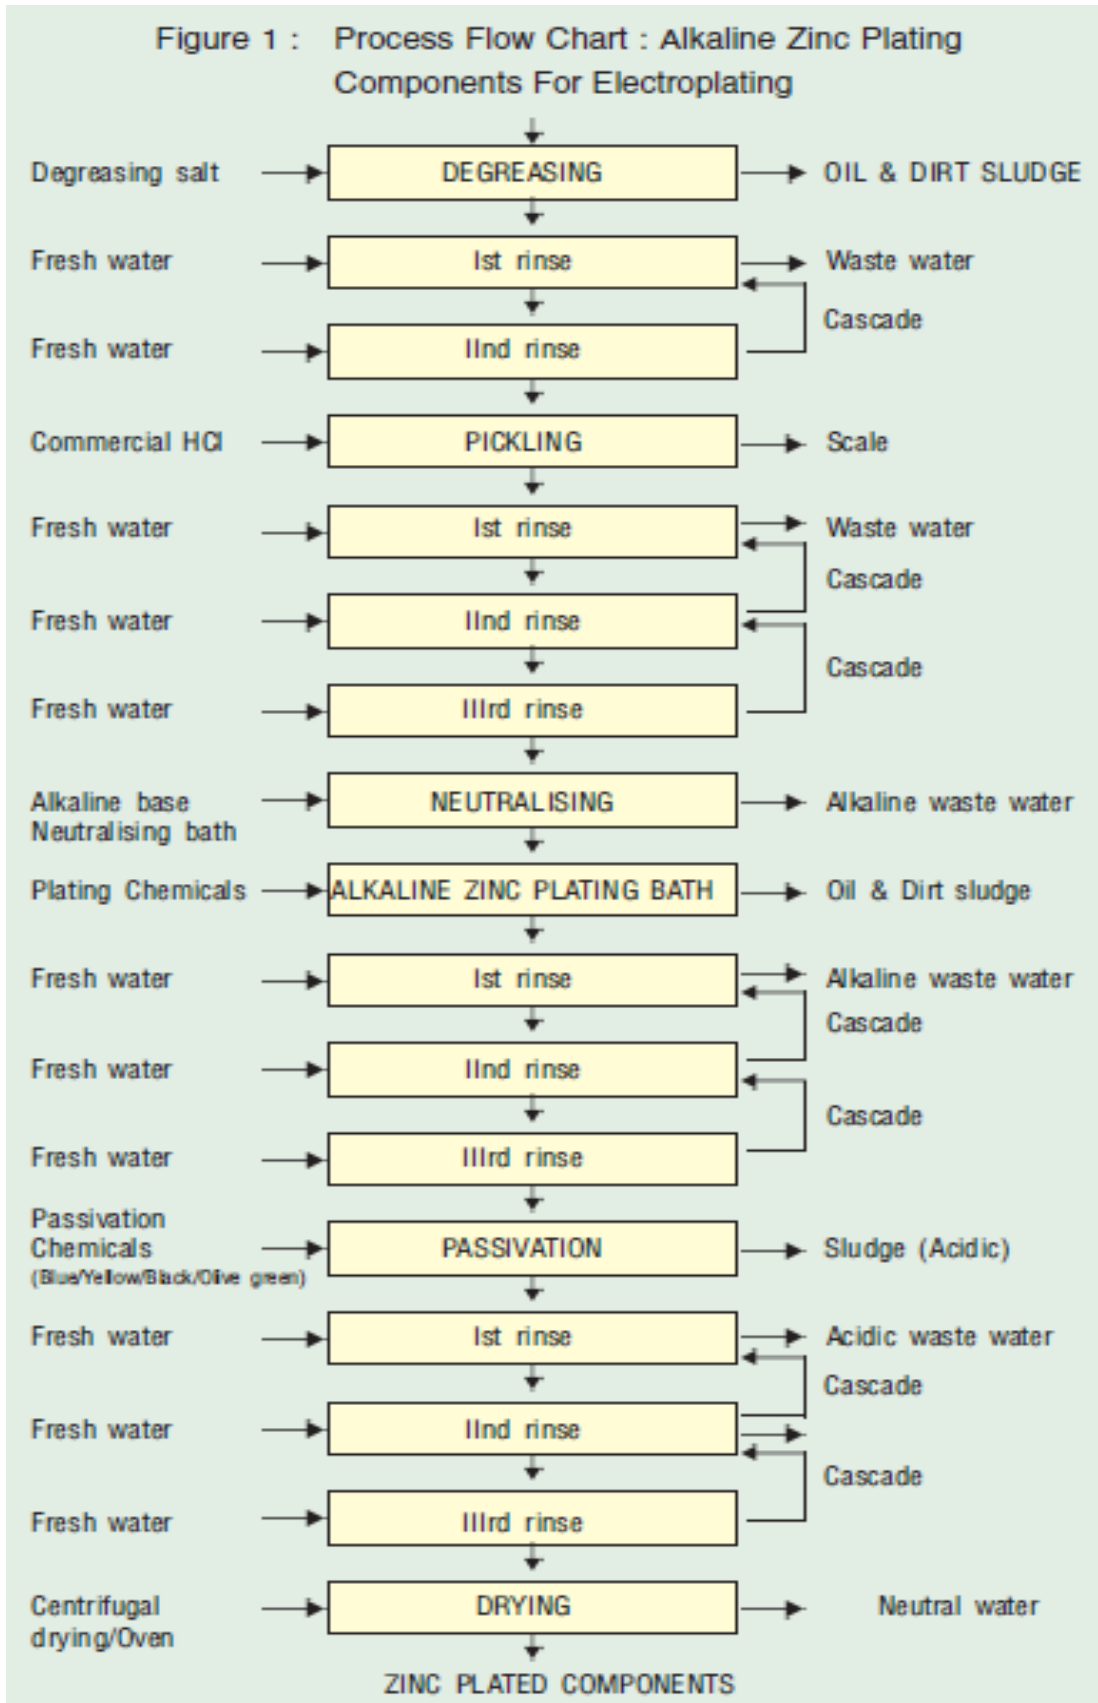 Figure 1 : Process Flow Chart : Alkaline Zinc Plating
Components For Electroplating
Degreasing salt DEGREASING OIL & DIRT SLUDGE
Fresh water Ist rinse Waste water
Cascade
Fresh water IInd rinse
Commercial HCl PICKLING Scale
Fresh water Ist rinse Waste water
Cascade
Fresh water IInd rinse
Cascade
Fresh water IIIrd rinse
Alkaline base NEUTRALISING Alkaline waste water
Neutralising bath
Plating Chemicals ALKALINE ZINC PLATING BATH Oil & Dirt sludge
Fresh water Ist rinse Alkaline waste water
Cascade
Fresh water IInd rinse
Cascade
Fresh water IIIrd rinse
Passivation
Chemicals PASSIVATION Sludge (Acidic)
(Blue/Yellow/Black/Olive green)
Fresh water Ist rinse Acidic waste water
Cascade
Fresh water IInd rinse
Cascade
Fresh water IIIrd rinse
Centrifugal DRYING Neutral water
drying/Oven
ZINC PLATED COMPONENTS